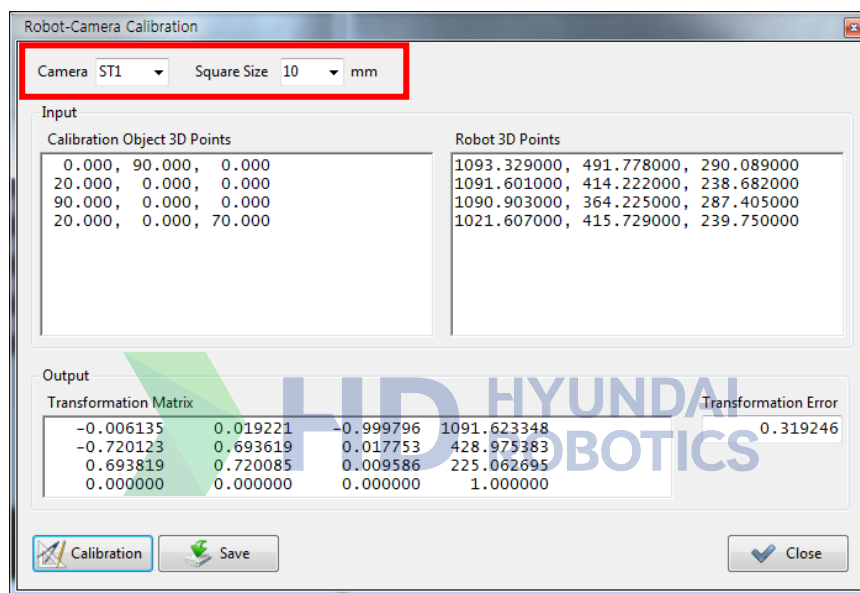 Robot-Camera Calibration
Camera ST1 Square Size 10 mm
Input
Calibration Object 3D Points
0.000, 90.000, 0.000
20.000, 0.000, 0.000
90.000, 0.000, 0.000
20.000, 0.000, 70.000
Robot 3D Points
1093.329000, 491.778000, 290.089000
1091.601000, 414.222000, 238.682000
1090.903000, 364.225000, 287.405000
1021.607000, 415.729000, 239.750000
Output
Transformation Matrix
-0.006135 0.019221 -0.999796 1091.623348
-0.720123 0.693619 0.017753 428.975383
0.693819 0.720085 0.009586 225.062695
0.000000 0.000000 0.000000 1.000000
Transformation Error
0.319246
HD HYUNDAI
ROBOTICS
Calibration Save Close